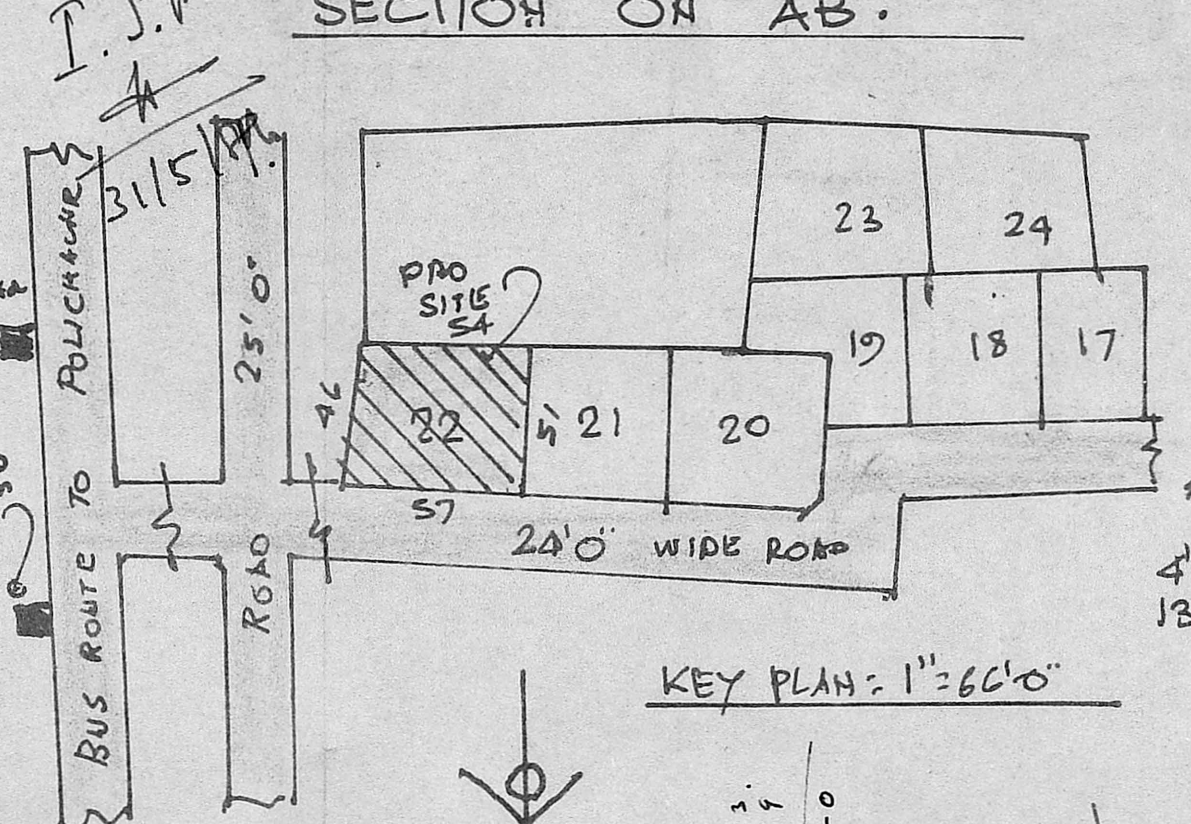 SECTION ON AB.
31/5/
23
24
PRO
SITE
54
19
18
17
25'0"
46
22
51
21
20
57
24'0" WIDE ROAD
ROAD
BUS ROUTE TO
KEY PLAN: 1"=66'0"